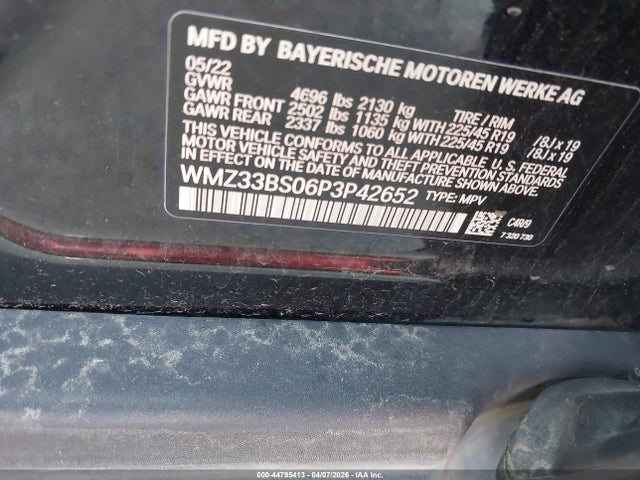 MFD BY BAYERISCHE MOTOREN WERKE AG
05/22
GVWR 4696 lbs 2130 kg TIRE / RIM
GAWR FRONT 2502 lbs 1135 kg WITH 225/45 R19 /8J x 19
GAWR REAR 2337 lbs 1060 kg WITH 225/45 R19 /8J x 19
THIS VEHICLE CONFORMS TO ALL APPLICABLE U.S. FEDERAL
MOTOR VEHICLE SAFETY STANDARDS
IN EFFECT ON THE DATE OF MANUFACTURE SHOWN ABOVE.
WMZ33BS06P3P42652 TYPE: MPV
C4R/9
7 320 730
000-44795413 | 04/07/2026 | IAA Inc.